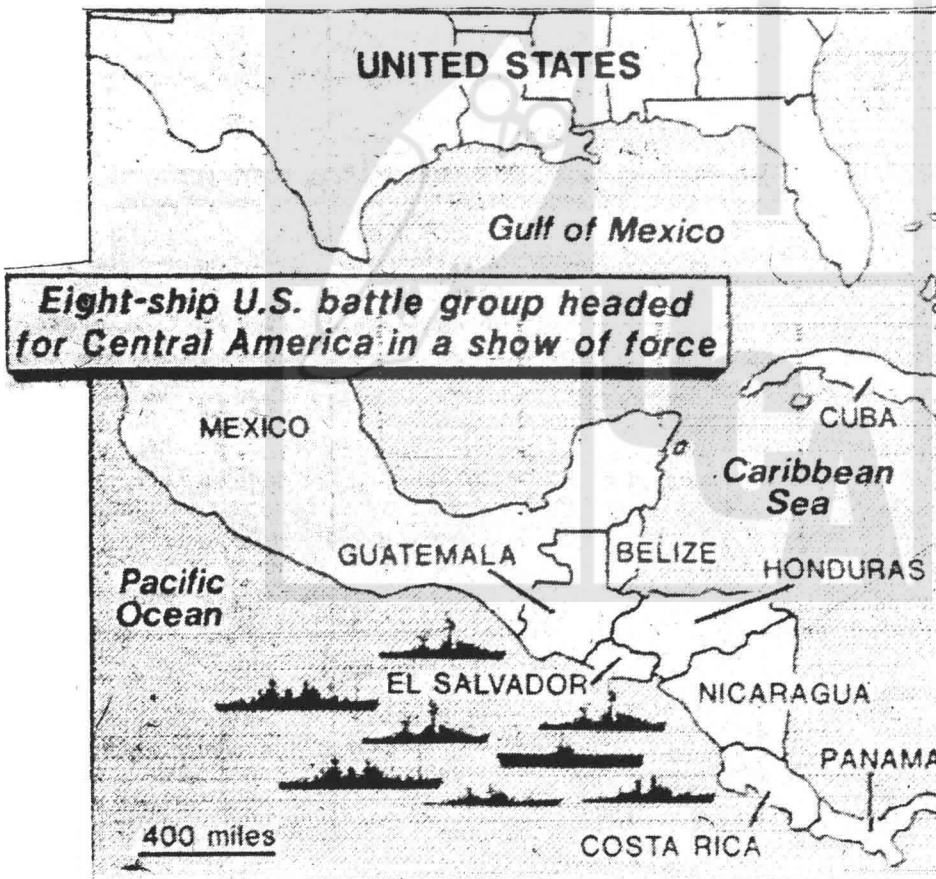 UNITED STATES
Gulf of Mexico
Eight-ship U.S. battle group headed
for Central America in a show of force
MEXICO
CUBA
Caribbean
Sea
GUATEMALA
BELIZE
HONDURAS
Pacific
Ocean
EL SALVADOR
NICARAGUA
PANAMA
400 miles
COSTA RICA
UCA